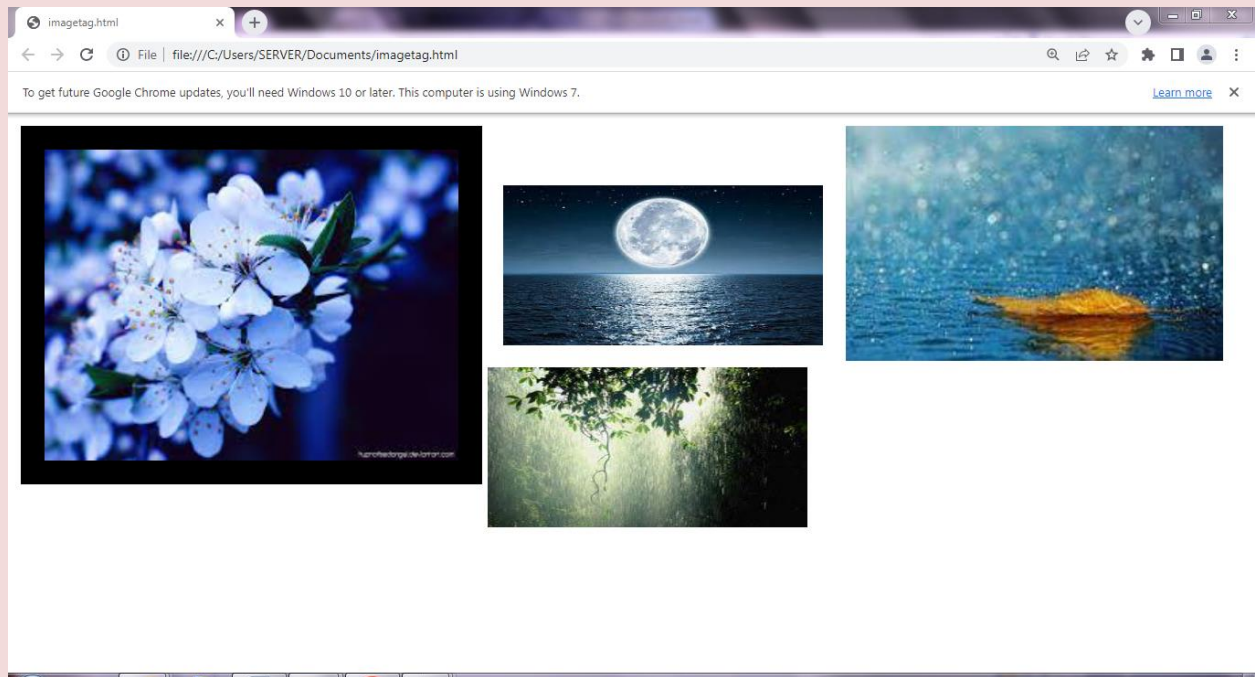 imagetag.html
File
file:///C:/Users/SERVER/Documents/imagetag.html
To get future Google Chrome updates, you'll need Windows 10 or later. This computer is using Windows 7.
Learn more